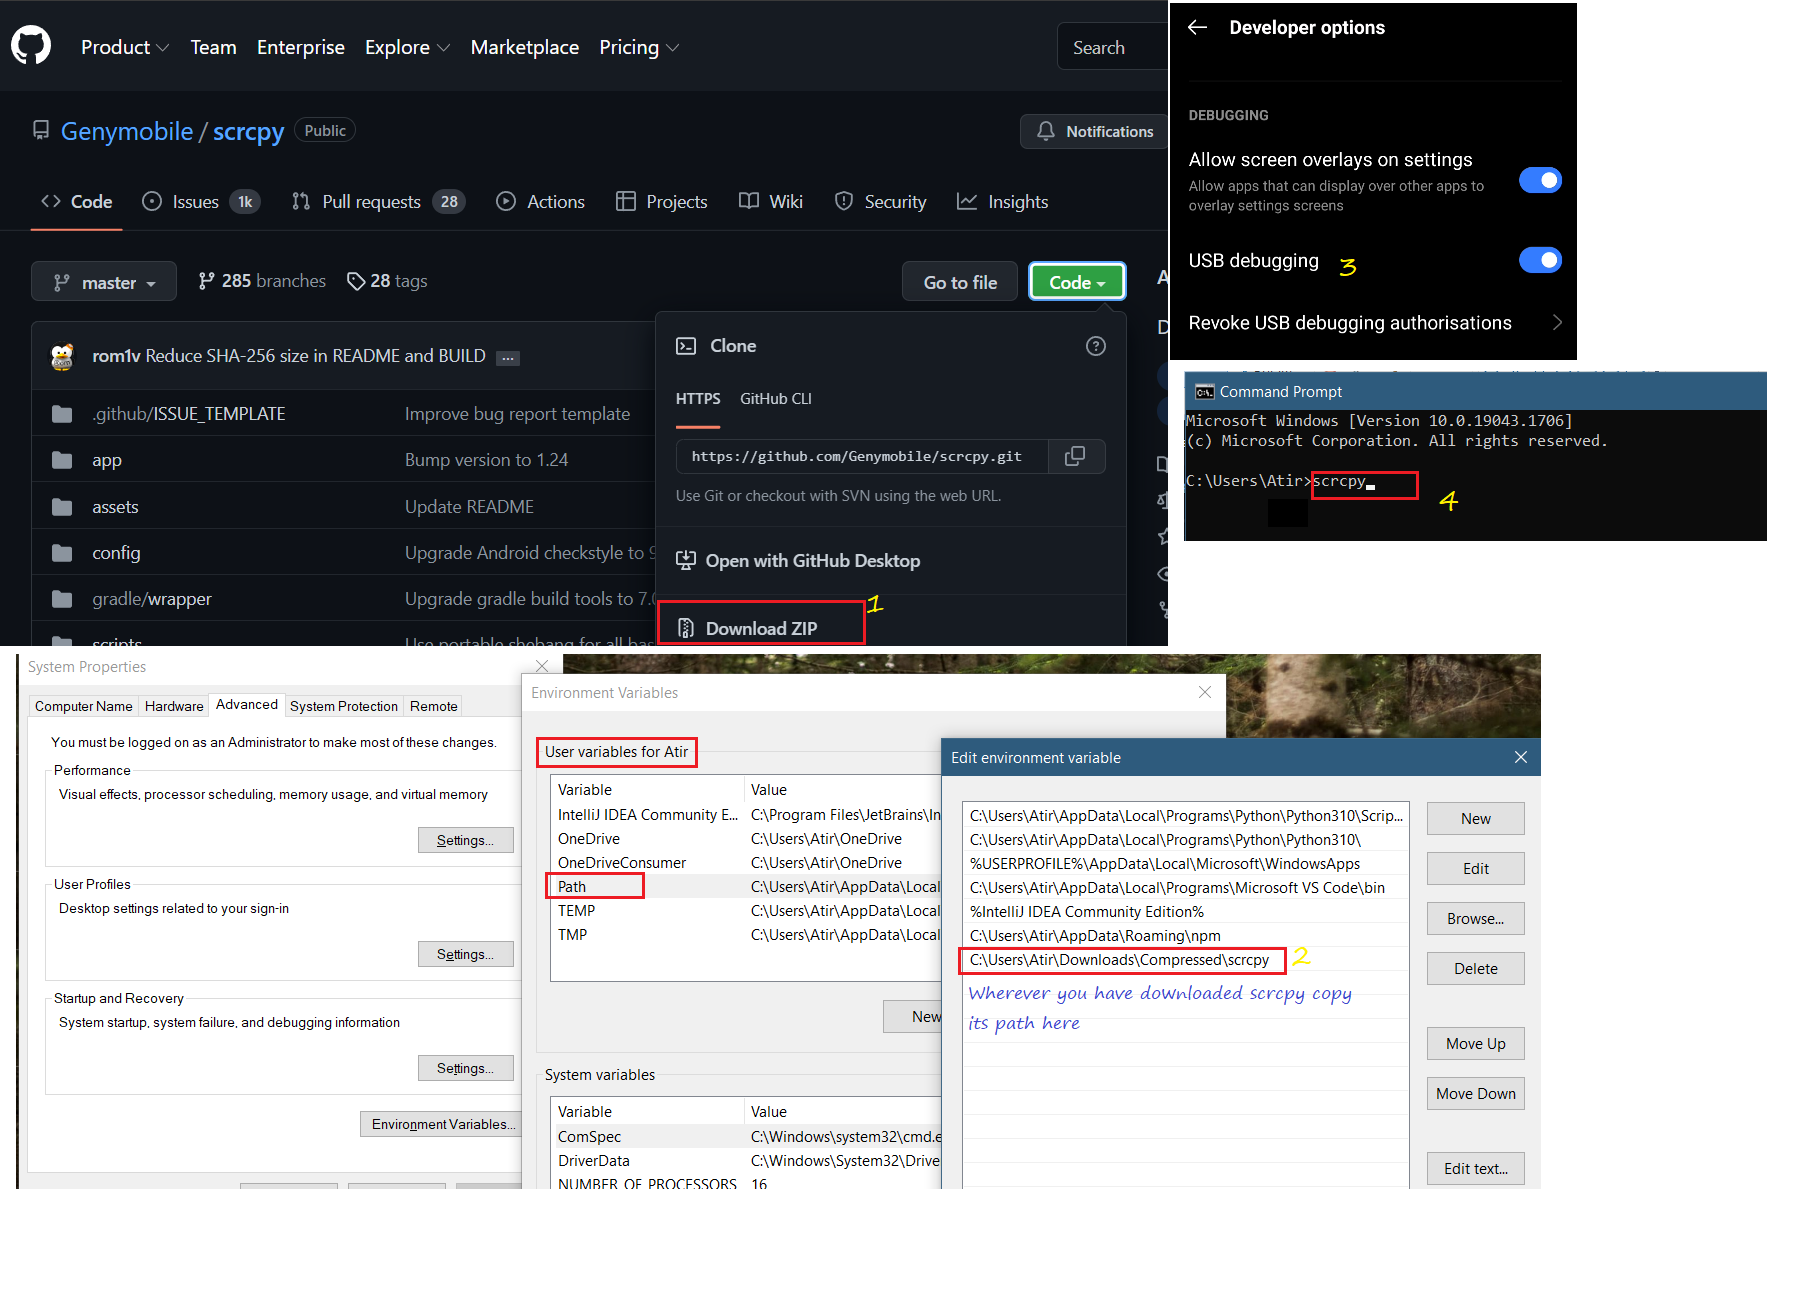 Product Team Enterprise Explore Marketplace Pricing Search
Genymobile / scrcpy Public Notifications
Code Issues 1k Pull requests 28 Actions Projects Wiki Security Insights
master 285 branches 28 tags Go to file Code
rom1v Reduce SHA-256 size in README and BUILD ...
.github/ISSUE_TEMPLATE Improve bug report template
app Bump version to 1.24
assets Update README
config Upgrade Android checkstyle to 9
gradle/wrapper Upgrade gradle build tools to 7.0
scripts Use portable shebang for all bas
Clone
HTTPS GitHub CLI
https://github.com/Genymobile/scrcpy.git
Use Git or checkout with SVN using the web URL.
Open with GitHub Desktop
Download ZIP 1
Developer options
DEBUGGING
Allow screen overlays on settings
Allow apps that can display over other apps to
overlay settings screens
USB debugging 3
Revoke USB debugging authorisations
Command Prompt
Microsoft Windows [Version 10.0.19043.1706]
(c) Microsoft Corporation. All rights reserved.
C:\Users\Atir>scrcpy 4
System Properties
Computer Name Hardware Advanced System Protection Remote
You must be logged on as an Administrator to make most of these changes.
Performance
Visual effects, processor scheduling, memory usage, and virtual memory
Settings...
User Profiles
Desktop settings related to your sign-in
Settings...
Startup and Recovery
System startup, system failure, and debugging information
Settings...
Environment Variables...
Environment Variables
User variables for Atir
Variable Value
IntelliJ IDEA Community E... C:\Program Files\JetBrains\In
OneDrive C:\Users\Atir\OneDrive
OneDriveConsumer C:\Users\Atir\OneDrive
Path C:\Users\Atir\AppData\Local
TEMP C:\Users\Atir\AppData\Local
TMP C:\Users\Atir\AppData\Local
New
System variables
Variable Value
ComSpec C:\Windows\system32\cmd.e
DriverData C:\Windows\System32\Drive
NUMBER_OF_PROCESSORS 16
Edit environment variable
C:\Users\Atir\AppData\Local\Programs\Python\Python310\Scrip...
C:\Users\Atir\AppData\Local\Programs\Python\Python310\
%USERPROFILE%\AppData\Local\Microsoft\WindowsApps
C:\Users\Atir\AppData\Local\Programs\Microsoft VS Code\bin
%IntelliJ IDEA Community Edition%
C:\Users\Atir\AppData\Roaming\npm
C:\Users\Atir\Downloads\Compressed\scrcpy 2
Wherever you have downloaded scrcpy copy
its path here
New
Edit
Browse...
Delete
Move Up
Move Down
Edit text...